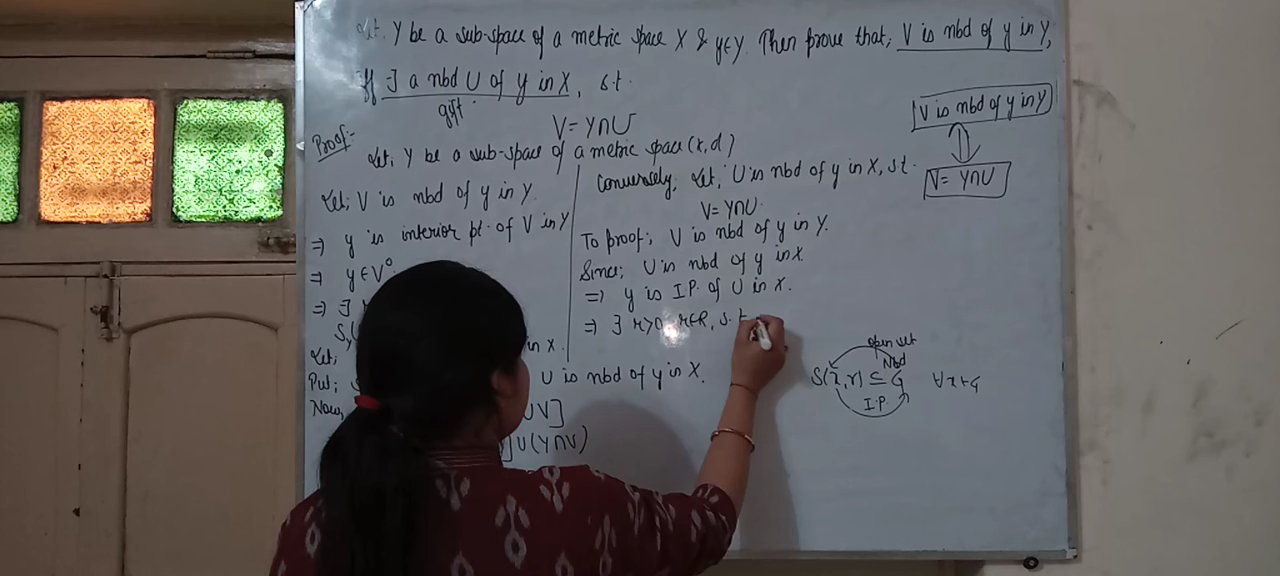 Let, Y be a sub-space of a metric space X & y∈Y. Then prove that, V is nbd of y in Y,
Iff ∃ a nbd U of y in X, s.t.
V = Y∩U
Proof:-
Let, Y be a sub-space of a metric space (X, d)
Let; V is nbd of y in Y.
⇒ y is interior pt. of V in Y
⇒ y ∈ V⁰
⇒ ∃
Let;
in X.
Put;
U is nbd of y in X.
Now,
UV]
]U(Y∩V)
Conversely, Let, U is nbd of y in X, s.t.
V = Y∩U.
To proof; V is nbd of y in Y.
Since; U is nbd of y in X.
⇒ y is I.P. of U in X.
⇒ ∃ r>0, r∈R, s.t
V is nbd of y in Y
⇕
V = Y∩U
open set
Nbd
S(x, r) ⊆ G ∀x∈G
I.P.